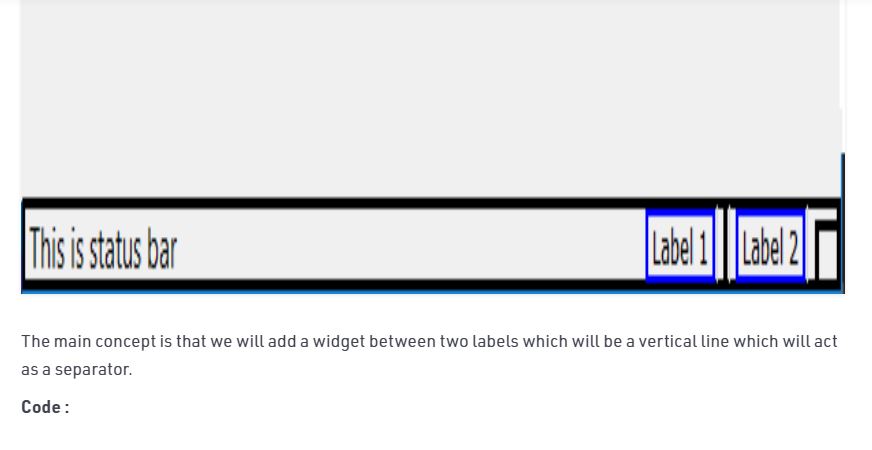 This is status bar Label 1 Label 2
The main concept is that we will add a widget between two labels which will be a vertical line which will act
as a separator.
Code :